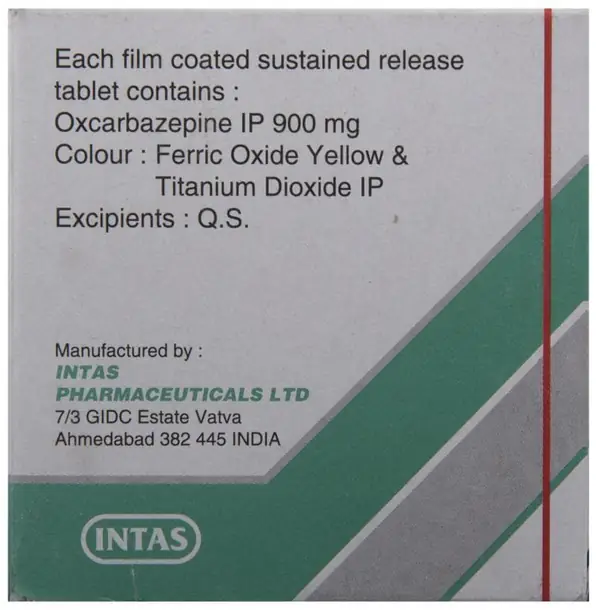 Each film coated sustained release
tablet contains :
Oxcarbazepine IP 900 mg
Colour : Ferric Oxide Yellow &
Titanium Dioxide IP
Excipients : Q.S.
Manufactured by :
INTAS
PHARMACEUTICALS LTD
7/3 GIDC Estate Vatva
Ahmedabad 382 445 INDIA
INTAS